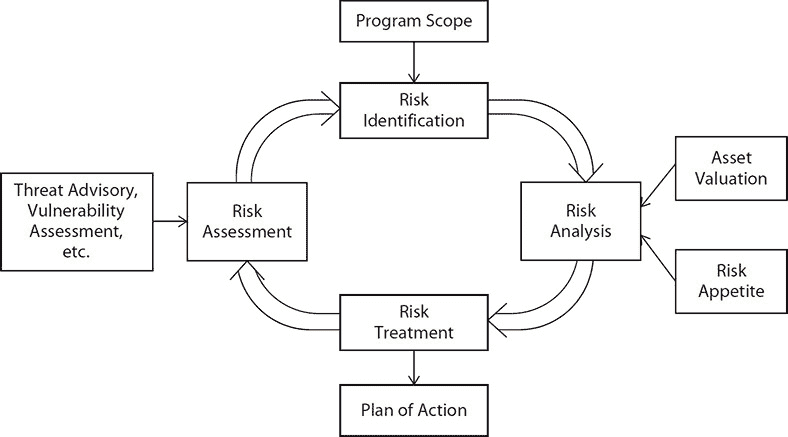 Program Scope
Risk
Identification
Asset
Valuation
Threat Advisory,
Vulnerability
Assessment,
etc.
Risk
Assessment
Risk
Analysis
Risk
Appetite
Risk
Treatment
Plan of Action